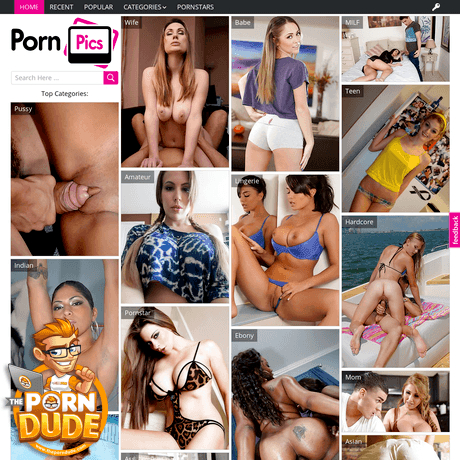 HOME RECENT POPULAR CATEGORIES PORNSTARS
Porn Pics
Search Here ...
Top Categories:
Pussy
Indian
Wife
Amateur
Pornstar
Babe
Lingerie
Ebony
MILF
Teen
Hardcore
Mom
Asian
feedback
THE
PORN
DUDE